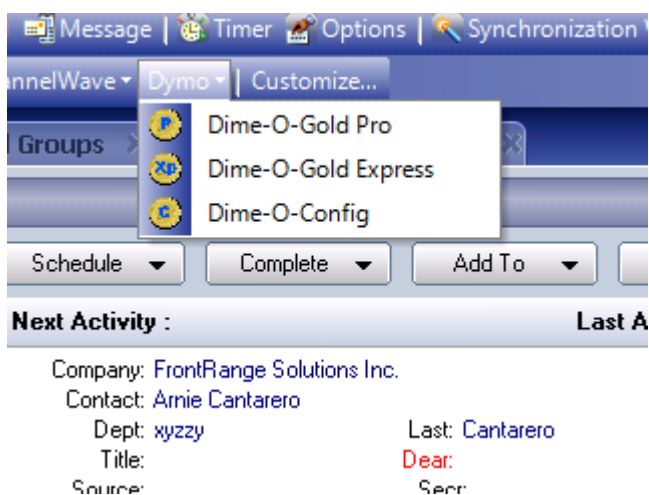 Message | Timer Options | Synchronization
annelWave Dymo | Customize...
Dime-O-Gold Pro
Groups
Dime-O-Gold Express
Dime-O-Config
Schedule Complete Add To
Next Activity : Last A
Company: FrontRange Solutions Inc.
Contact: Arnie Cantarero
Dept: xyzzy Last: Cantarero
Title: Dear:
Source: Secr: